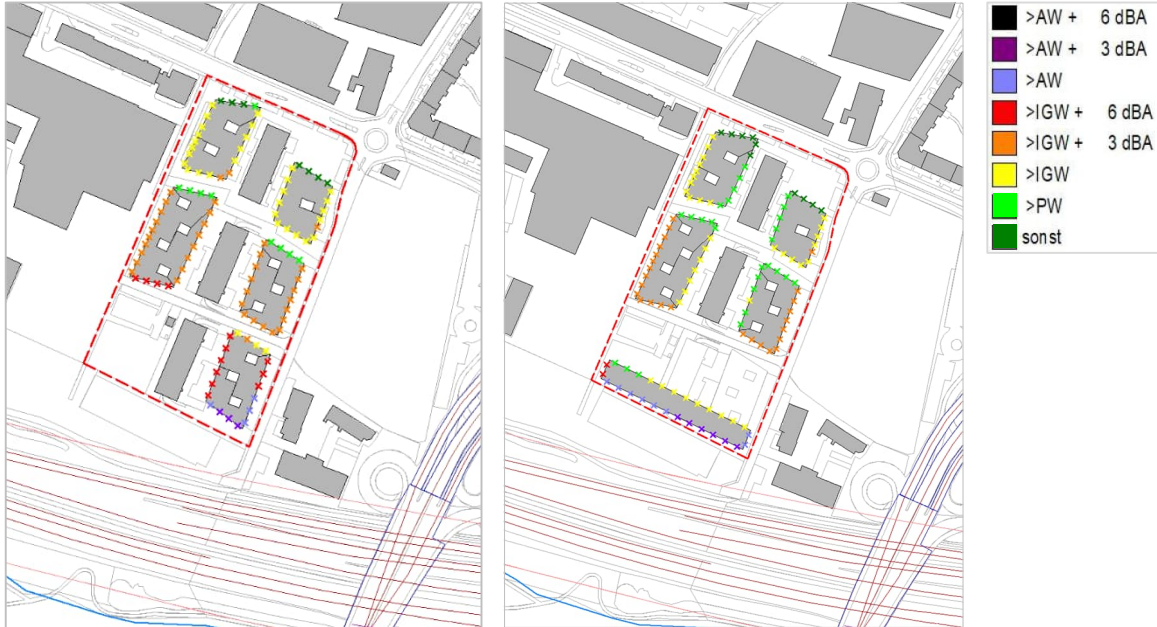 >AW + 6 dBA
>AW + 3 dBA
>AW
>IGW + 6 dBA
>IGW + 3 dBA
>IGW
>PW
sonst